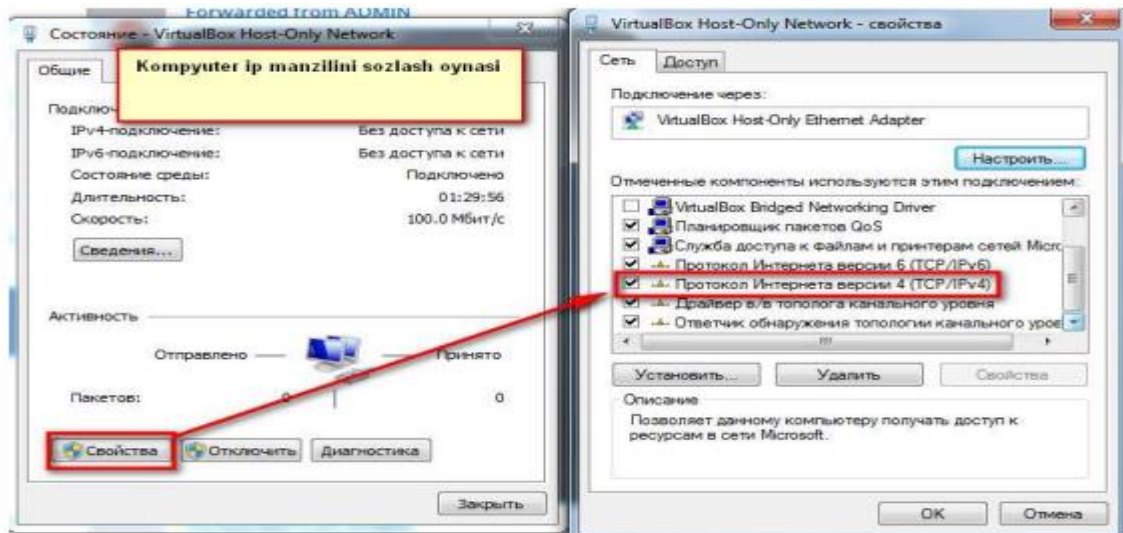 Forwarded from ADMIN
Состояние - VirtualBox Host-Only Network
Kompyuter ip manzilini sozlash oynasi
Общие
Подключ
IPv4-подключение: Без доступа к сети
IPv6-подключение: Без доступа к сети
Состояние среды: Подключено
Длительность: 01:29:56
Скорость: 100.0 Мбит/с
Сведения...
Активность
Отправлено — — Принято
Пакетов: 0 0
Свойства Отключить Диагностика
Закрыть
VirtualBox Host-Only Network - свойства
Сеть Доступ
Подключение через:
VirtualBox Host-Only Ethernet Adapter
Настроить...
Отмеченные компоненты используются этим подключением:
VirtualBox Bridged Networking Driver
Планировщик пакетов QoS
Служба доступа к файлам и принтерам сетей Micro
Протокол Интернета версии 6 (TCP/IPv6)
Протокол Интернета версии 4 (TCP/IPv4)
Драйвер в/в тополога канального уровня
Ответчик обнаружения топологии канального уров
Установить... Удалить Свойства
Описание
Позволяет данному компьютеру получать доступ к
ресурсам в сети Microsoft.
OK Отмена